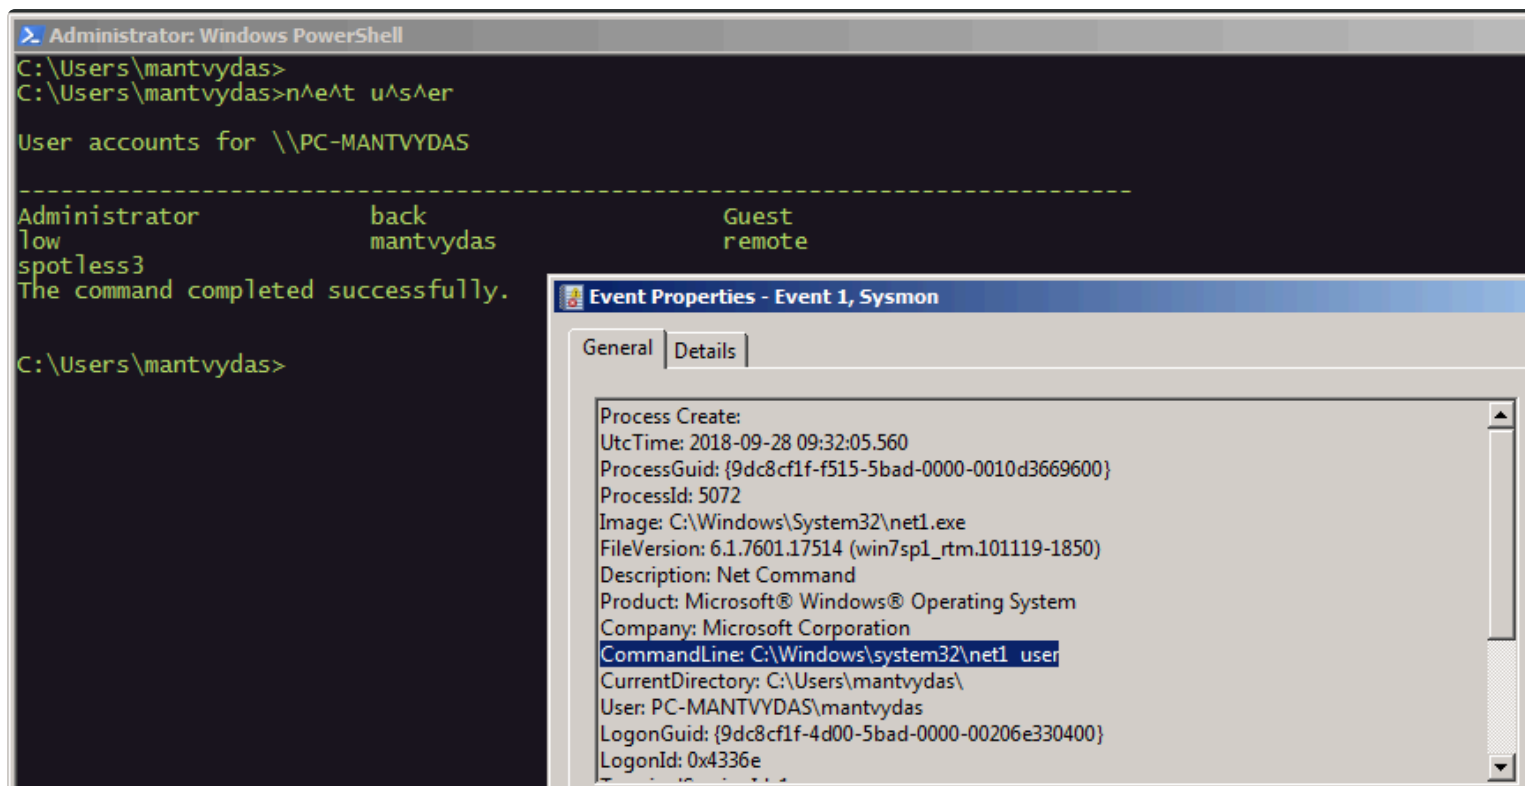 Administrator: Windows PowerShell
C:\Users\mantvydas>
C:\Users\mantvydas>n^e^t u^s^er
User accounts for \\PC-MANTVYDAS
-------------------------------------------------------------------------------
Administrator            back                     Guest
low                      mantvydas                remote
spotless3
The command completed successfully.
C:\Users\mantvydas>
Event Properties - Event 1, Sysmon
General Details
Process Create:
UtcTime: 2018-09-28 09:32:05.560
ProcessGuid: {9dc8cf1f-f515-5bad-0000-0010d3669600}
ProcessId: 5072
Image: C:\Windows\System32\net1.exe
FileVersion: 6.1.7601.17514 (win7sp1_rtm.101119-1850)
Description: Net Command
Product: Microsoft® Windows® Operating System
Company: Microsoft Corporation
CommandLine: C:\Windows\system32\net1  user
CurrentDirectory: C:\Users\mantvydas\
User: PC-MANTVYDAS\mantvydas
LogonGuid: {9dc8cf1f-4d00-5bad-0000-00206e330400}
LogonId: 0x4336e